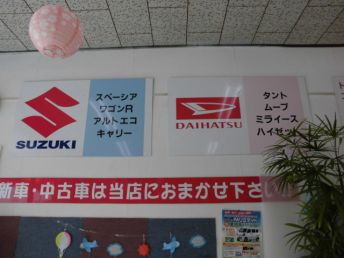 SUZUKI
スペーシア
ワゴンR
アルトエコ
キャリー
DAIHATSU
タント
ムーブ
ミライース
ハイゼット
新車・中古車は当店におまかせ下さい